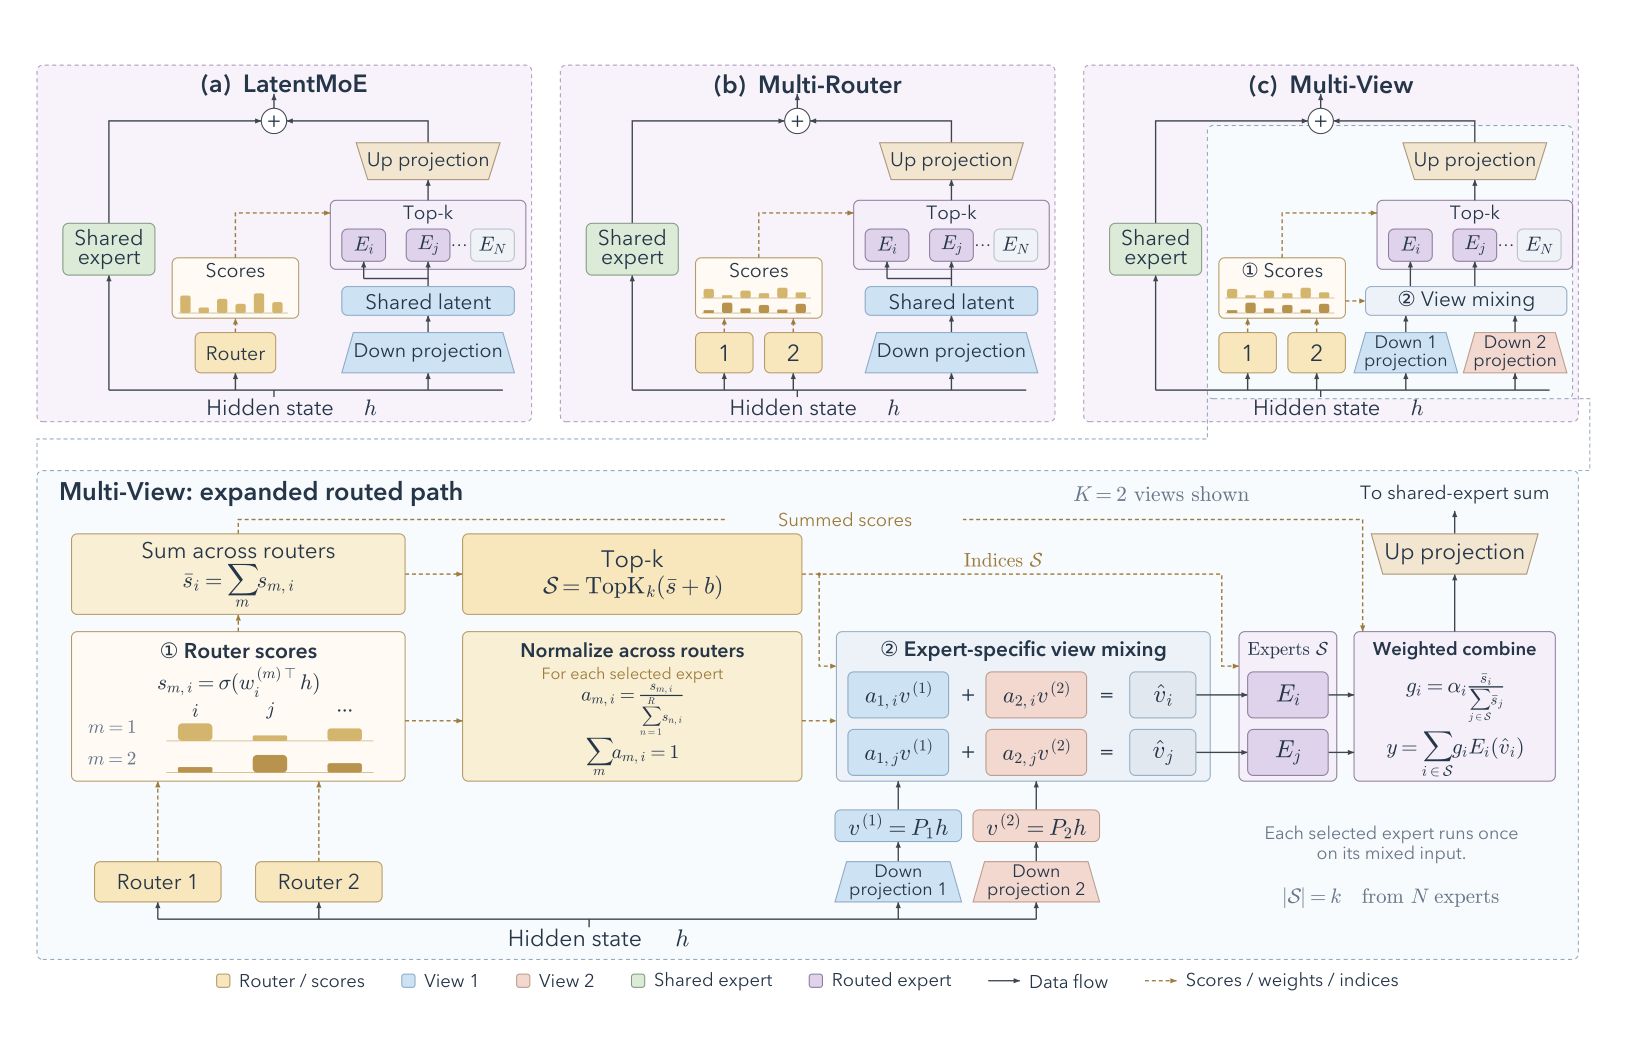 (a) LatentMoE
+
Up projection
Top-k
E_i E_j ... E_N
Shared expert
Scores
Shared latent
Router
Down projection
Hidden state h
(b) Multi-Router
+
Up projection
Top-k
E_i E_j ... E_N
Shared expert
Scores
Shared latent
1 2
Down projection
Hidden state h
(c) Multi-View
+
Up projection
Top-k
E_i E_j ... E_N
Shared expert
① Scores
② View mixing
1 2
Down 1 projection
Down 2 projection
Hidden state h
Multi-View: expanded routed path
K = 2 views shown
To shared-expert sum
Summed scores
Sum across routers
s̄_i = ∑_m s_{m,i}
Top-k
𝒮 = TopK_k(s̄ + b)
Indices 𝒮
Up projection
① Router scores
s_{m,i} = σ(w_i^{(m)⊤} h)
i j ...
m = 1
m = 2
Normalize across routers
For each selected expert
a_{m,i} = s_{m,i} / ∑_{n=1}^{R} s_{n,i}
∑_m a_{m,i} = 1
② Expert-specific view mixing
a_{1,i}v^{(1)} + a_{2,i}v^{(2)} = v̂_i
a_{1,j}v^{(1)} + a_{2,j}v^{(2)} = v̂_j
Experts 𝒮
E_i
E_j
Weighted combine
g_i = α_i s̄_i / ∑_{j∈𝒮} s̄_j
y = ∑_{i∈𝒮} g_i E_i(v̂_i)
v^{(1)} = P_1h
v^{(2)} = P_2h
Each selected expert runs once
on its mixed input.
Router 1
Router 2
Down projection 1
Down projection 2
|𝒮| = k from N experts
Hidden state h
Router / scores
View 1
View 2
Shared expert
Routed expert
Data flow
Scores / weights / indices